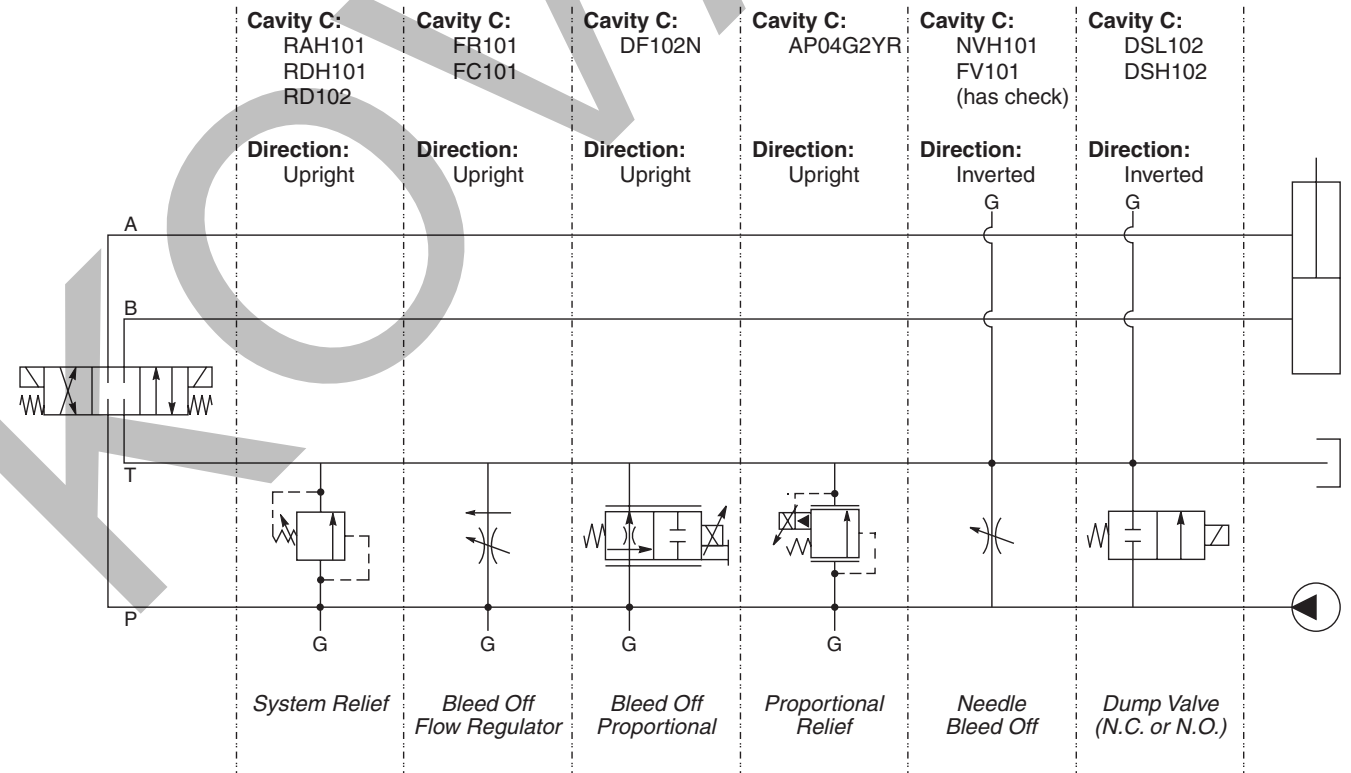 Cavity C:
RAH101
RDH101
RD102
Direction:
Upright
Cavity C:
FR101
FC101
Direction:
Upright
Cavity C:
DF102N
Direction:
Upright
Cavity C:
AP04G2YR
Direction:
Upright
Cavity C:
NVH101
FV101
(has check)
Direction:
Inverted
G
Cavity C:
DSL102
DSH102
Direction:
Inverted
G
A
B
T
P
G
G
G
G
System Relief
Bleed Off
Flow Regulator
Bleed Off
Proportional
Proportional
Relief
Needle
Bleed Off
Dump Valve
(N.C. or N.O.)